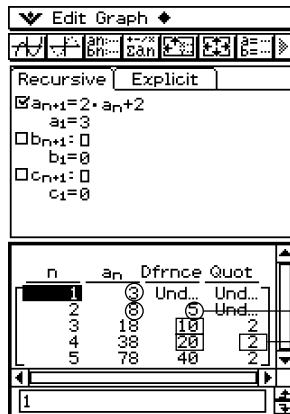 Edit Graph
Recursive Explicit
aₙ₊₁=2·aₙ+2
a₁=3
bₙ₊₁:
b₁=0
cₙ₊₁:
c₁=0
n aₙ Dfrnce Quot
1 3 Und... Und...
2 8 5 Und...
3 18 10 2
4 38 20 2
5 78 40 2
1